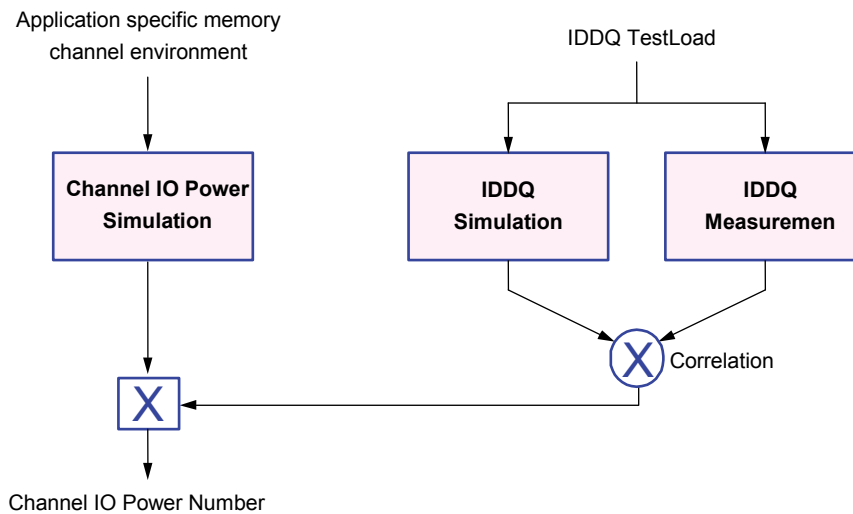 Application specific memory
channel environment
IDDQ TestLoad
Channel IO Power
Simulation
IDDQ
Simulation
IDDQ
Measuremen
X
Correlation
X
Channel IO Power Number